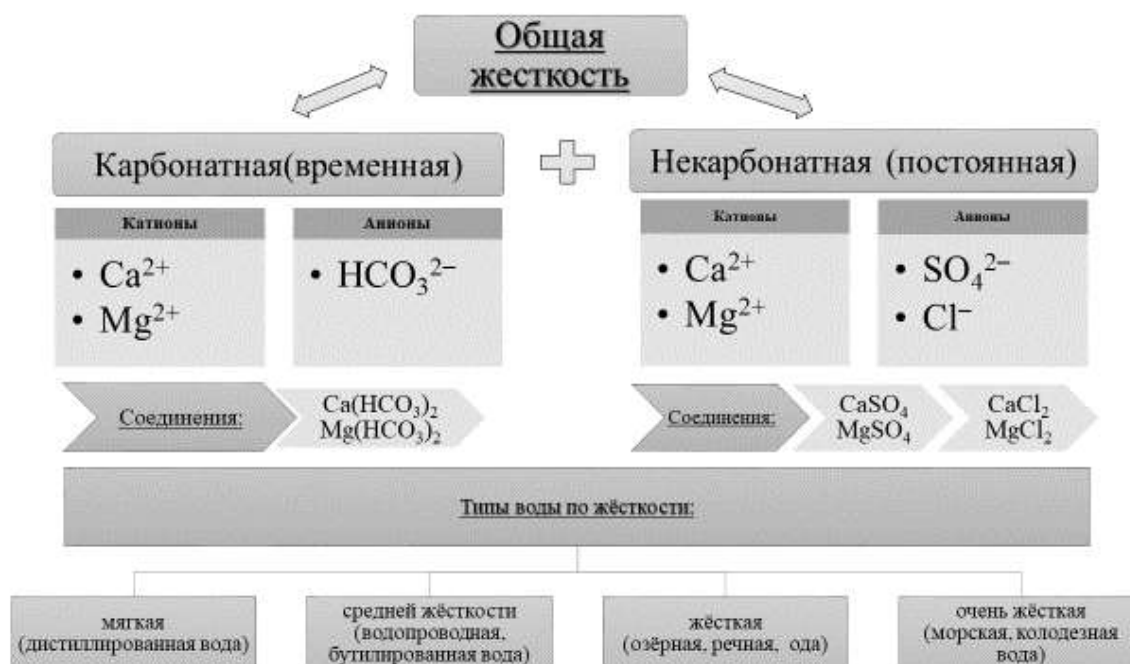 Общая
жесткость
Карбонатная(временная)
Некарбонатная (постоянная)
Катионы
Анионы
• Ca²⁺
• Mg²⁺
• HCO₃²⁻
Катионы
Анионы
• Ca²⁺
• Mg²⁺
• SO₄²⁻
• Cl⁻
Соединения:
Ca(HCO₃)₂
Mg(HCO₃)₂
Соединения:
CaSO₄
MgSO₄
CaCl₂
MgCl₂
Типы воды по жёсткости:
мягкая
(дистиллированная вода)
средней жёсткости
(водопроводная,
бутилированная вода)
жёсткая
(озёрная, речная, ода)
очень жёсткая
(морская, колодезная
вода)